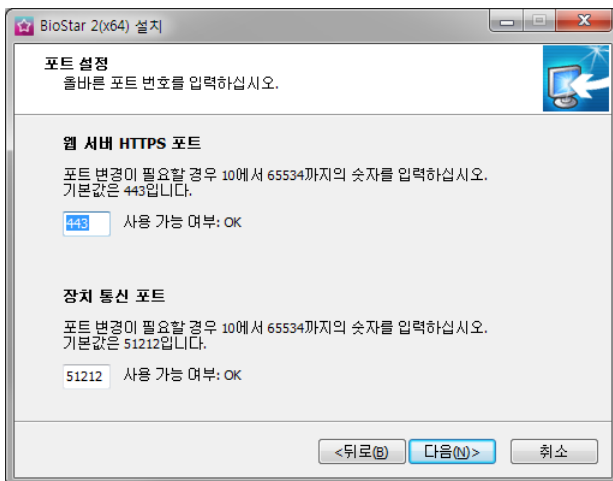 BioStar 2(x64) 설치
포트 설정
올바른 포트 번호를 입력하십시오.
웹 서버 HTTPS 포트
포트 변경이 필요할 경우 10에서 65534까지의 숫자를 입력하십시오.
기본값은 443입니다.
443 사용 가능 여부: OK
장치 통신 포트
포트 변경이 필요할 경우 10에서 65534까지의 숫자를 입력하십시오.
기본값은 51212입니다.
51212 사용 가능 여부: OK
<뒤로(B) 다음(N)> 취소